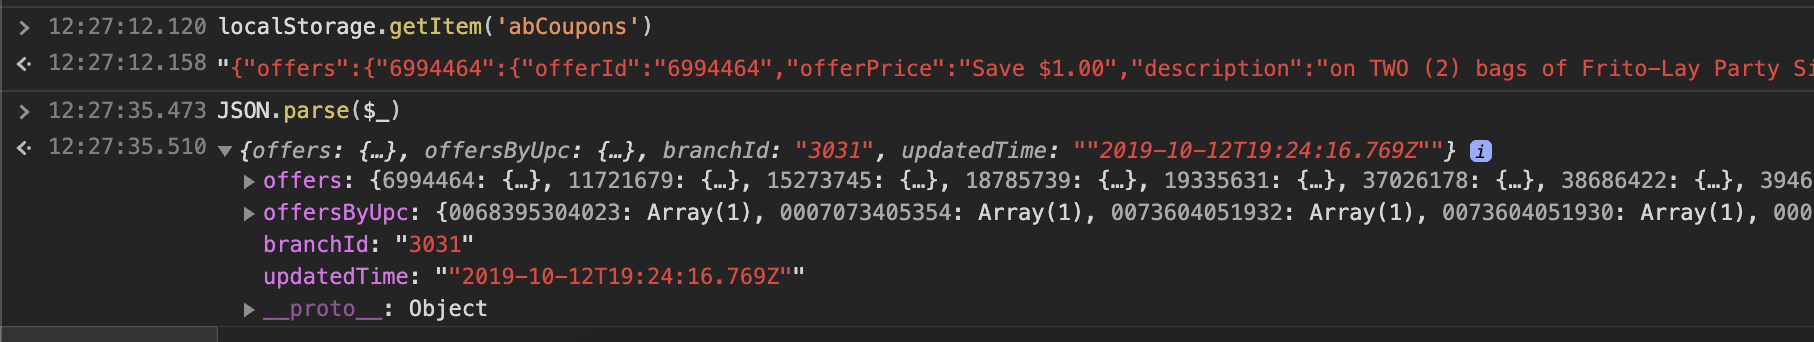 12:27:12.120 localStorage.getItem('abCoupons')
12:27:12.158 "{"offers":{"6994464":{"offerId":"6994464","offerPrice":"Save $1.00","description":"on TWO (2) bags of Frito-Lay Party Si
12:27:35.473 JSON.parse($_)
12:27:35.510 {offers: {…}, offersByUpc: {…}, branchId: "3031", updatedTime: ""2019-10-12T19:24:16.769Z""} i
offers: {6994464: {…}, 11721679: {…}, 15273745: {…}, 18785739: {…}, 19335631: {…}, 37026178: {…}, 38686422: {…}, 3946
offersByUpc: {0068395304023: Array(1), 0007073405354: Array(1), 0073604051932: Array(1), 0073604051930: Array(1), 000
branchId: "3031"
updatedTime: ""2019-10-12T19:24:16.769Z""
__proto__: Object